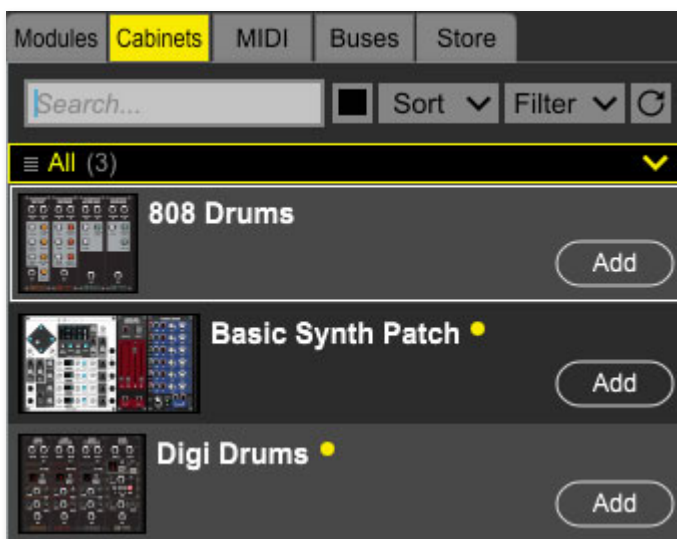 Modules Cabinets MIDI Buses Store
Search... Sort Filter
All (3)
808 Drums
Add
Basic Synth Patch
Add
Digi Drums
Add